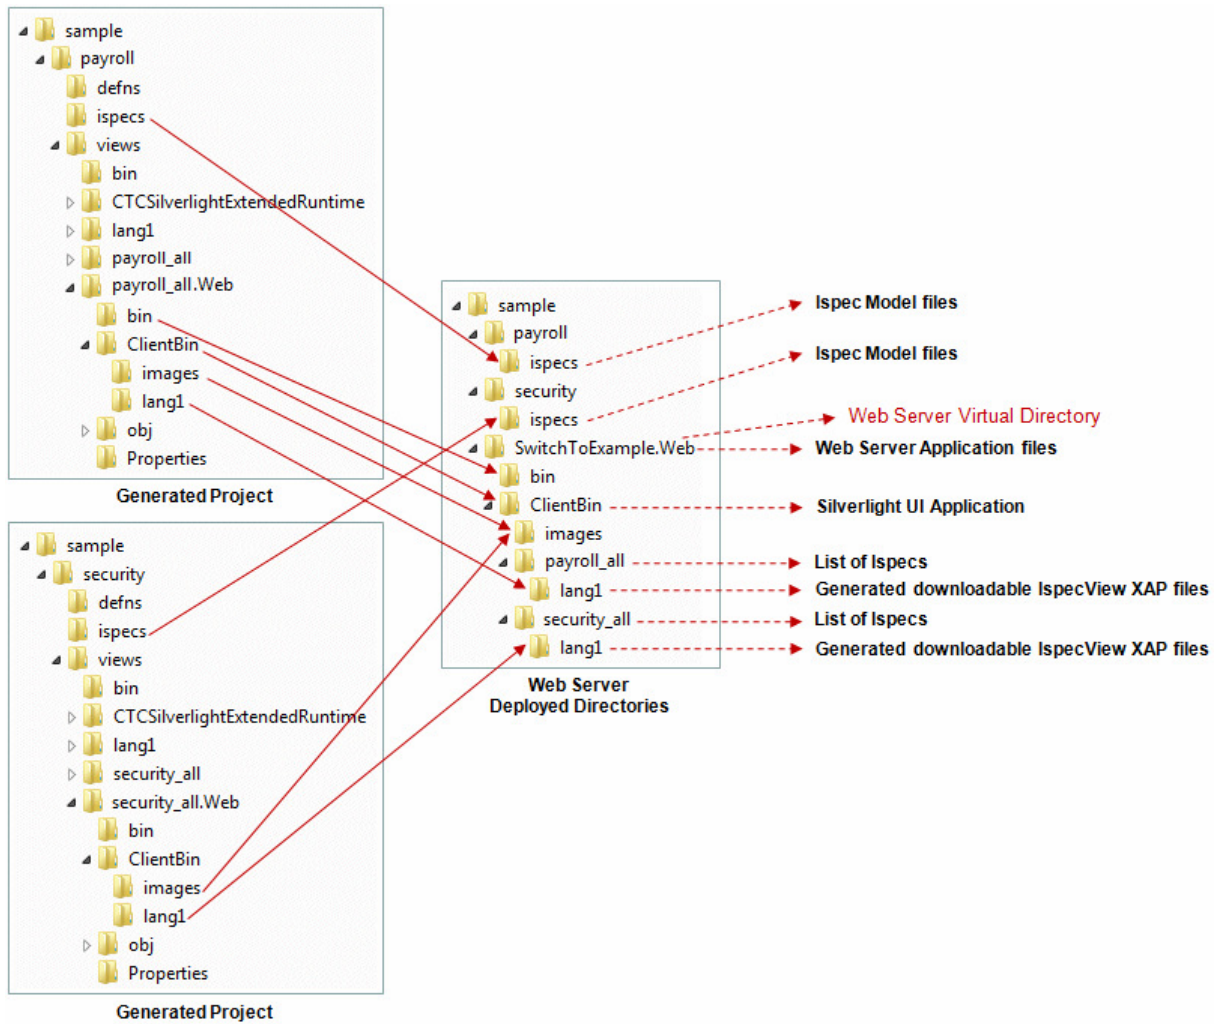 sample
payroll
defns
ispecs
views
bin
CTCSilverlightExtendedRuntime
lang1
payroll_all
payroll_all.Web
bin
ClientBin
images
lang1
obj
Properties
Generated Project
sample
security
defns
ispecs
views
bin
CTCSilverlightExtendedRuntime
lang1
security_all
security_all.Web
bin
ClientBin
images
lang1
obj
Properties
Generated Project
sample
payroll
ispecs
security
ispecs
SwitchToExample.Web
bin
ClientBin
images
payroll_all
lang1
security_all
lang1
Web Server
Deployed Directories
Ispec Model files
Ispec Model files
Web Server Virtual Directory
Web Server Application files
Silverlight UI Application
List of Ispecs
Generated downloadable IspecView XAP files
List of Ispecs
Generated downloadable IspecView XAP files